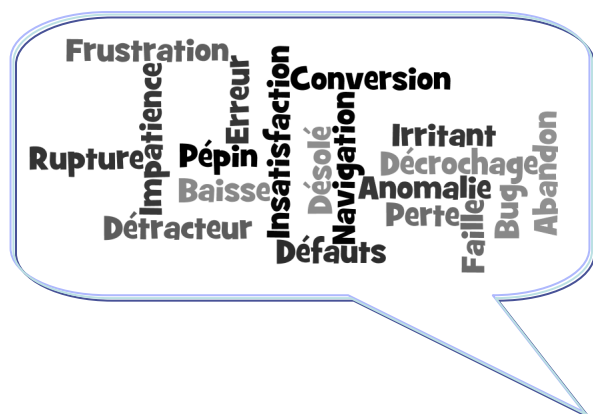 Frustration
Impatience
Erreur
Insatisfaction
Conversion
Navigation
Désolé
Irritant
Décrochage
Abandon
Rupture
Pépin
Baisse
Anomalie
Perte
Faille
Bug
Détracteur
Défauts